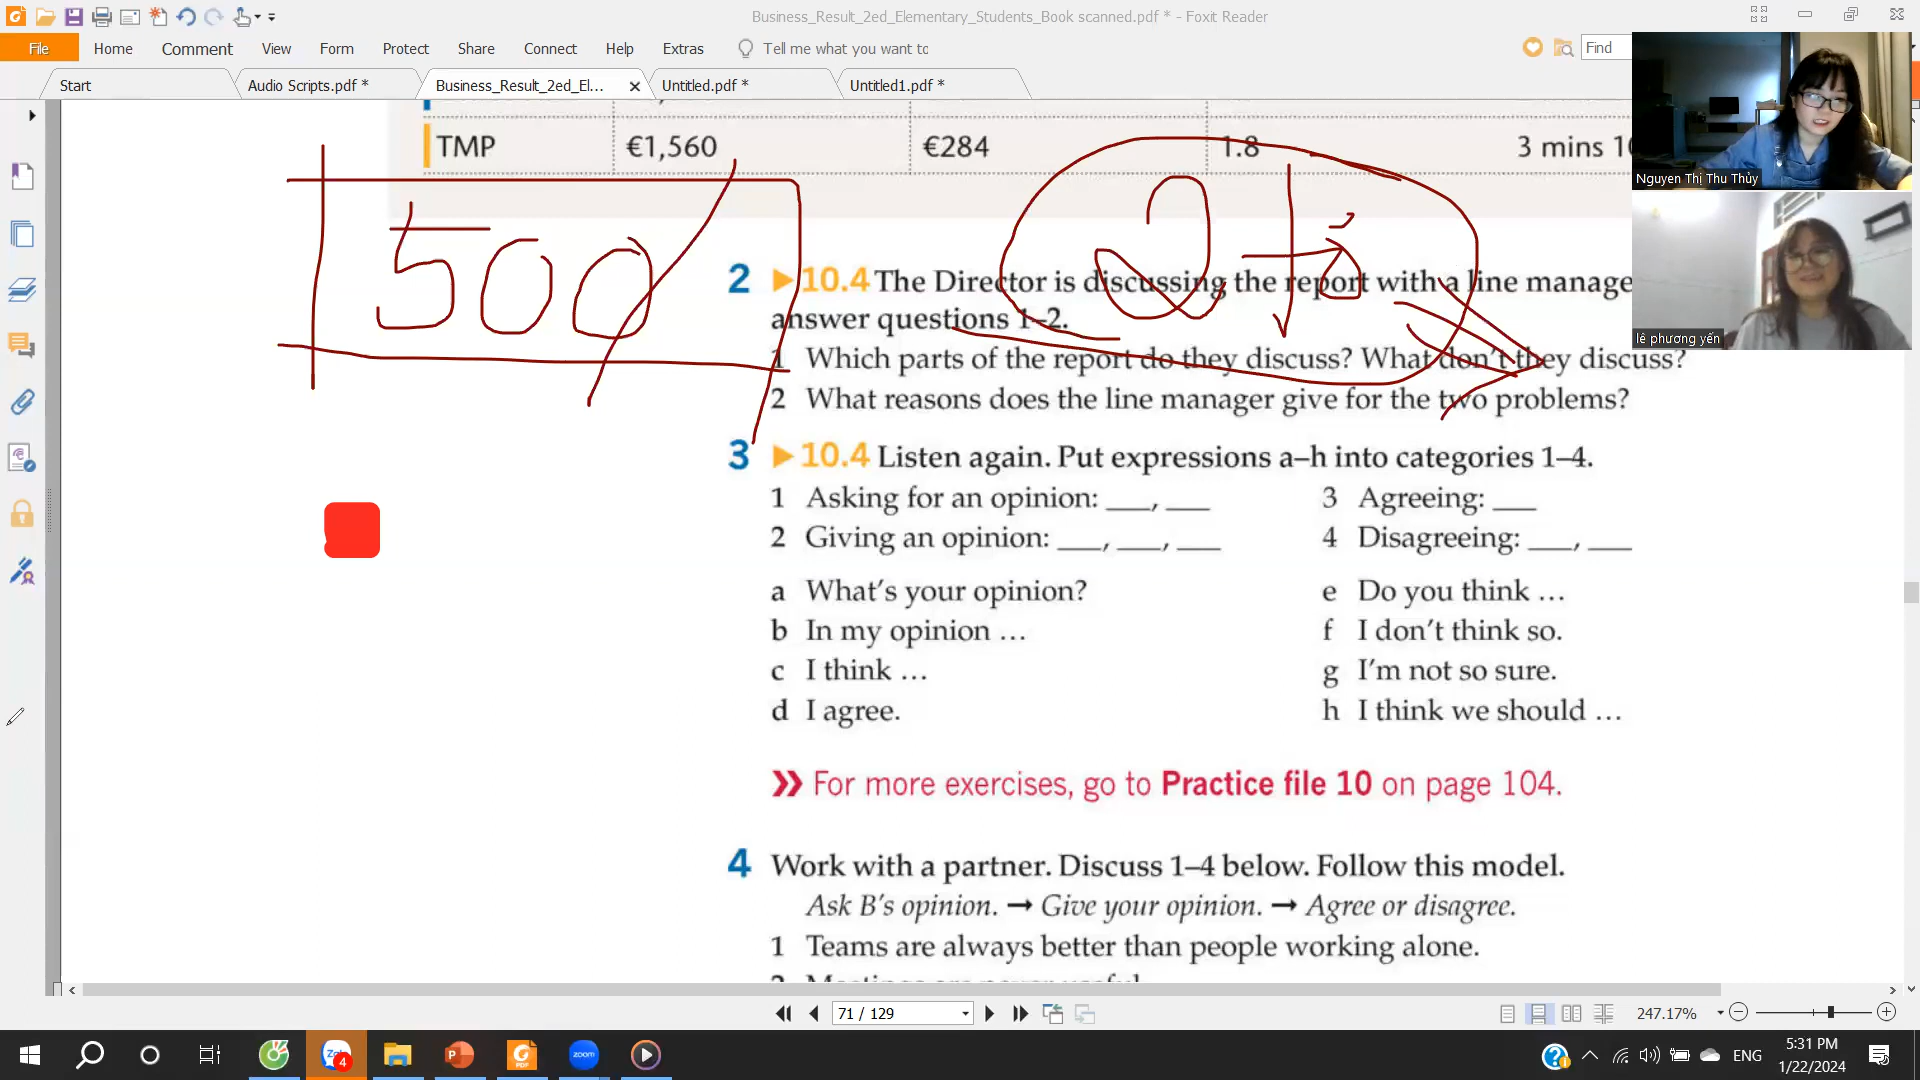 Business_Result_2ed_Elementary_Students_Book scanned.pdf * - Foxit Reader
File Home Comment View Form Protect Share Connect Help Extras Tell me what you want to Find
Start Audio Scripts.pdf * Business_Result_2ed_El... Untitled.pdf * Untitled1.pdf *
Nguyen Thị Thu Thủy
lê phương yến
TMP €1,560 €284 1.8 3 mins 10
500
2
2 10.4 The Director is discussing the report with a line manage
answer questions 1–2.
1 Which parts of the report do they discuss? What don't they discuss?
2 What reasons does the line manager give for the two problems?
3 10.4 Listen again. Put expressions a–h into categories 1–4.
1 Asking for an opinion: ___, ___
2 Giving an opinion: ___, ___, ___
3 Agreeing: ___
4 Disagreeing: ___, ___
a What's your opinion?
b In my opinion …
c I think …
d I agree.
e Do you think …
f I don't think so.
g I'm not so sure.
h I think we should …
For more exercises, go to Practice file 10 on page 104.
4 Work with a partner. Discuss 1–4 below. Follow this model.
Ask B's opinion. → Give your opinion. → Agree or disagree.
1 Teams are always better than people working alone.
71 / 129
247.17%
4
zoom
ENG
5:31 PM
1/22/2024